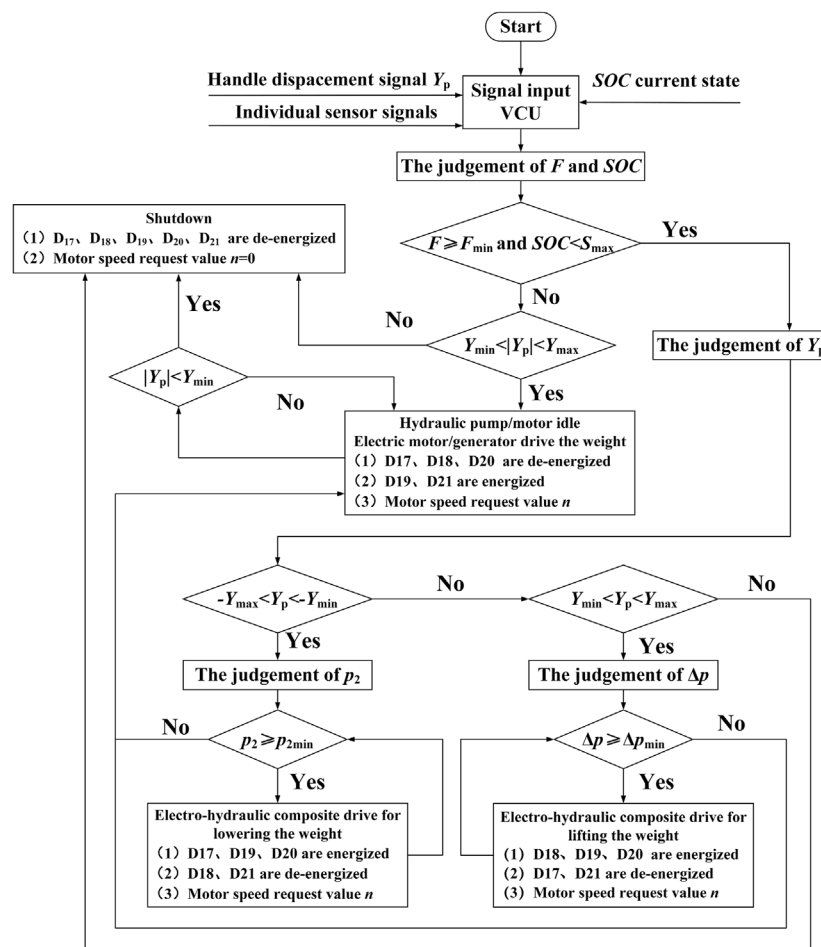 Start
Handle dispacement signal Yp
Individual sensor signals
Signal input
VCU
SOC current state
The judgement of F and SOC
F⩾Fmin and SOC<Smax
Yes
No
Shutdown
（1）D17、D18、D19、D20、D21 are de-energized
（2）Motor speed request value n=0
Yes
No
Ymin<|Yp|<Ymax
The judgement of Yp
|Yp|<Ymin
No
Yes
Hydraulic pump/motor idle
Electric motor/generator drive the weight
（1）D17、D18、D20 are de-energized
（2）D19、D21 are energized
（3）Motor speed request value n
-Ymax<Yp<-Ymin
No
Ymin<Yp<Ymax
No
Yes
Yes
The judgement of p2
The judgement of Δp
No
p2⩾p2min
Δp⩾Δpmin
No
Yes
Yes
Electro-hydraulic composite drive for
lowering the weight
（1）D17、D19、D20 are energized
（2）D18、D21 are de-energized
（3）Motor speed request value n
Electro-hydraulic composite drive for
lifting the weight
（1）D18、D19、D20 are energized
（2）D17、D21 are de-energized
（3）Motor speed request value n